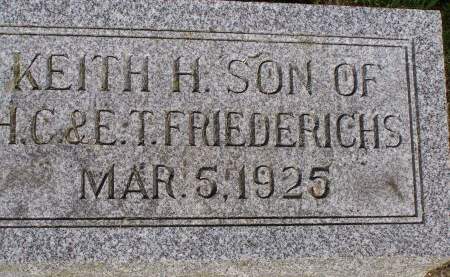 KEITH H. SON OF
H.C.&E.T.FRIEDERICHS
MAR. 5, 1925